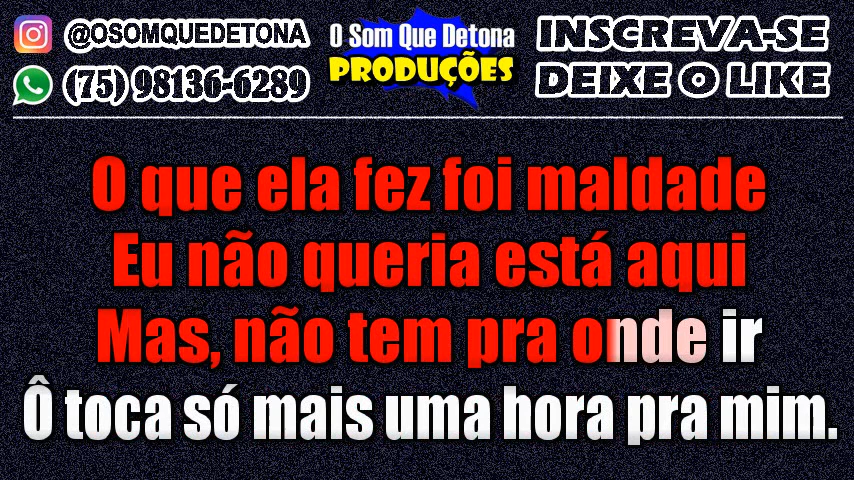 @OSOMQUEDETONA
(75) 98136-6289
O Som Que Detona
PRODUÇÕES
INSCREVA-SE
DEIXE O LIKE
O que ela fez foi maldade
Eu não queria está aqui
Mas, não tem pra onde ir
Ô toca só mais uma hora pra mim.